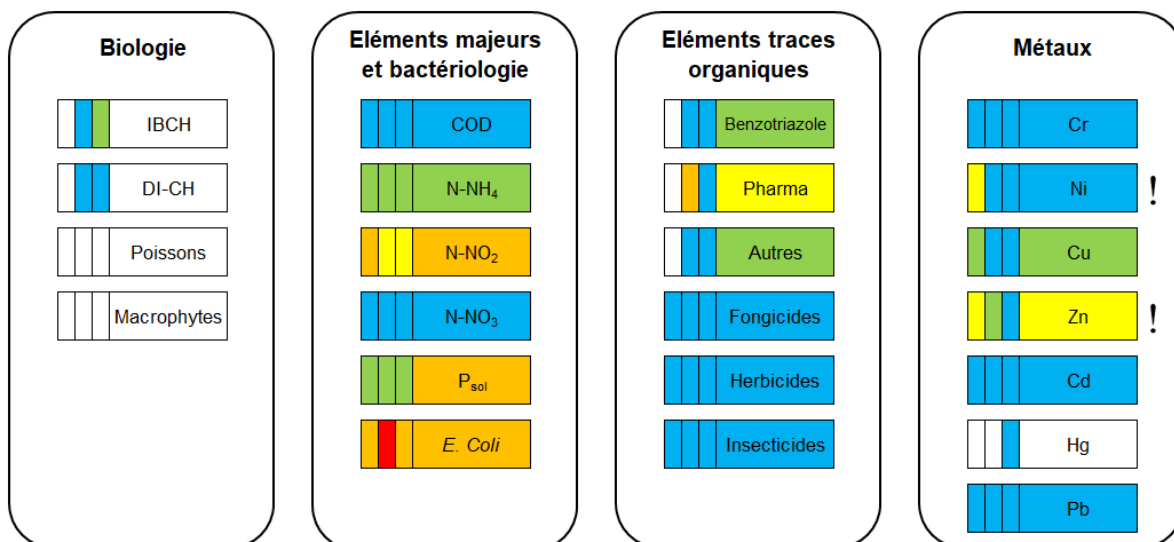 Biologie
IBCH
DI-CH
Poissons
Macrophytes
Eléments majeurs
et bactériologie
COD
N-NH₄
N-NO₂
N-NO₃
Psol
E. Coli
Eléments traces
organiques
Benzotriazole
Pharma
Autres
Fongicides
Herbicides
Insecticides
Métaux
Cr
Ni !
Cu
Zn !
Cd
Hg
Pb